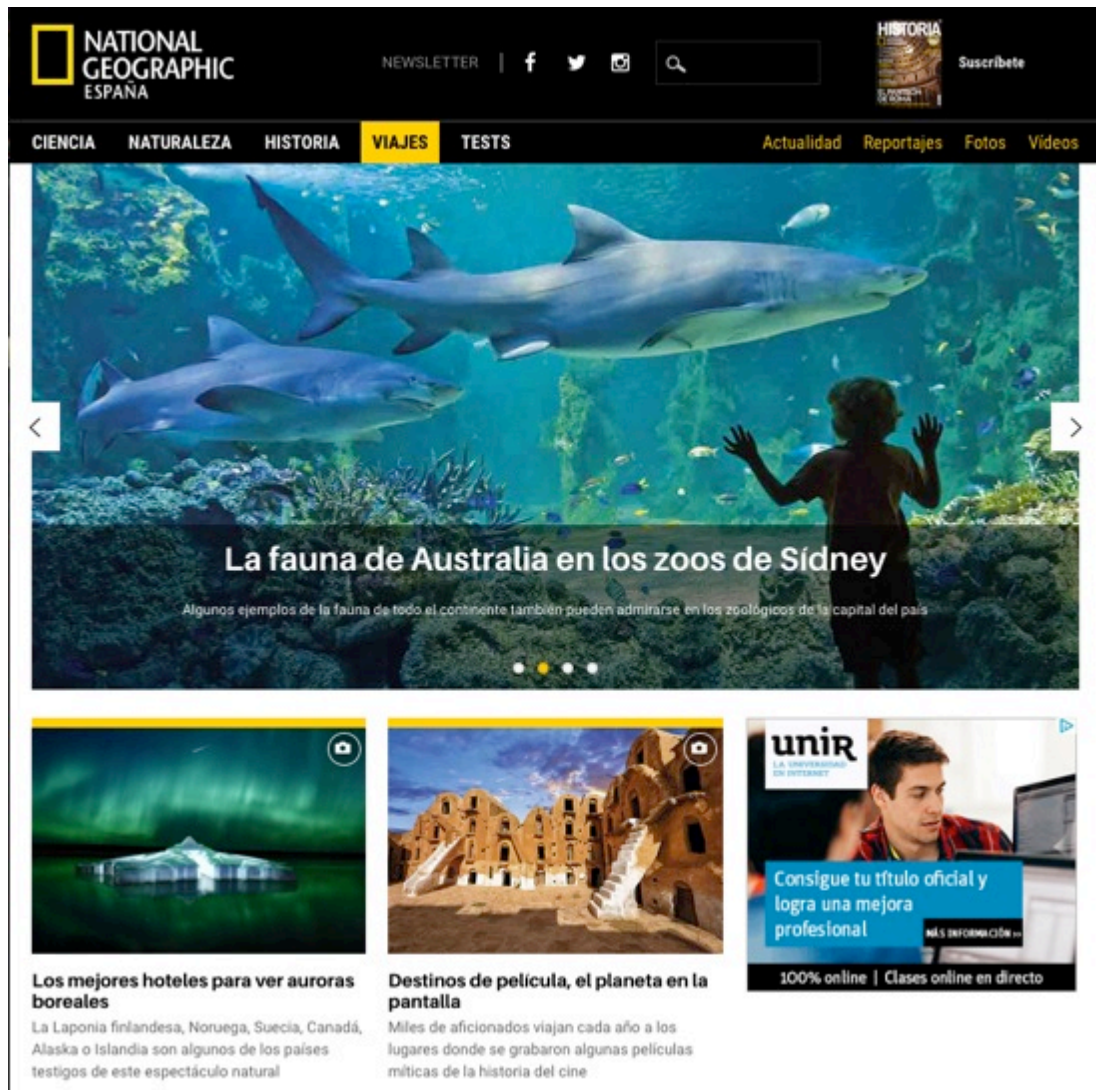 NATIONAL
GEOGRAPHIC
ESPAÑA
NEWSLETTER
HISTORIA
EL PANTEÓN
DE ROMA
Suscríbete
CIENCIA NATURALEZA HISTORIA VIAJES TESTS Actualidad Reportajes Fotos Vídeos
La fauna de Australia en los zoos de Sídney
Algunos ejemplos de la fauna de todo el continente también pueden admirarse en los zoológicos de la capital del país
Los mejores hoteles para ver auroras
boreales
La Laponia finlandesa, Noruega, Suecia, Canadá,
Alaska o Islandia son algunos de los países
testigos de este espectáculo natural
Destinos de película, el planeta en la
pantalla
Miles de aficionados viajan cada año a los
lugares donde se grabaron algunas películas
míticas de la historia del cine
unir
LA UNIVERSIDAD
EN INTERNET
Consigue tu título oficial y
logra una mejora
profesional
MÁS INFORMACIÓN >>
100% online | Clases online en directo